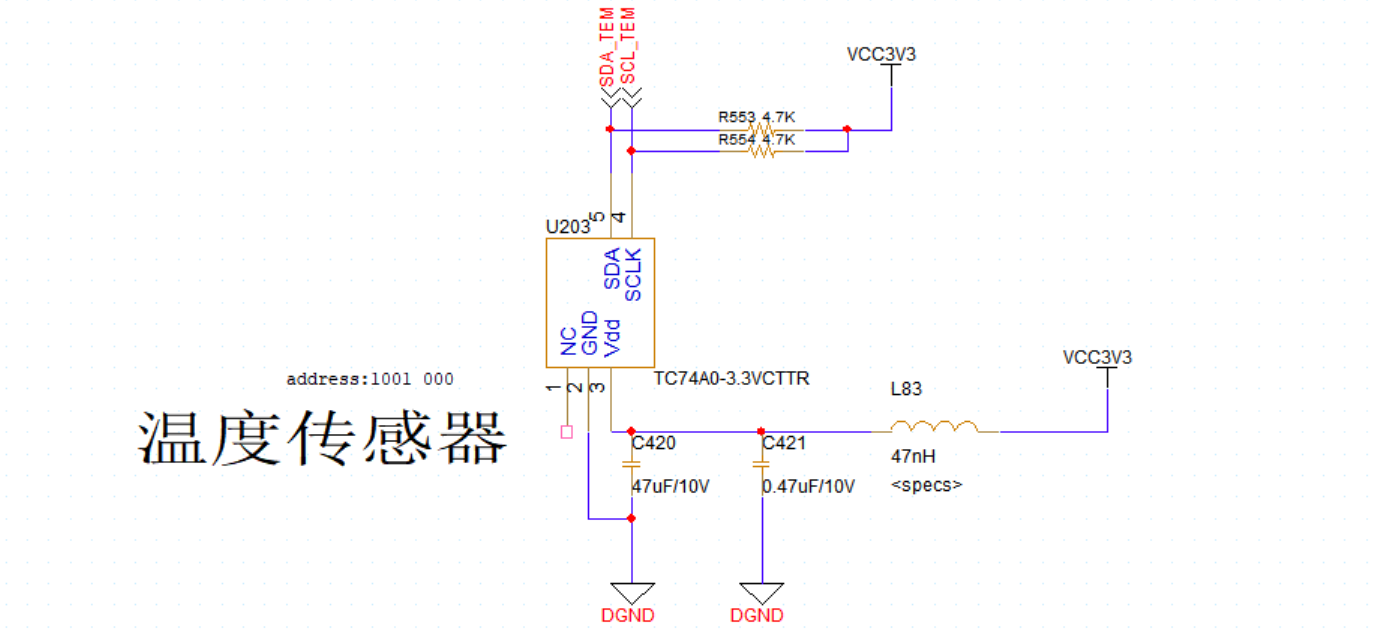 SDA_TEM
SCL_TEM
VCC3V3
R553 4.7K
R554 4.7K
U203
5
4
SDA
SCLK
NC
GND
Vdd
1
2
3
TC74A0-3.3VCTTR
VCC3V3
address:1001 000
温度传感器
L83
47nH
<specs>
C420
47uF/10V
C421
0.47uF/10V
DGND
DGND